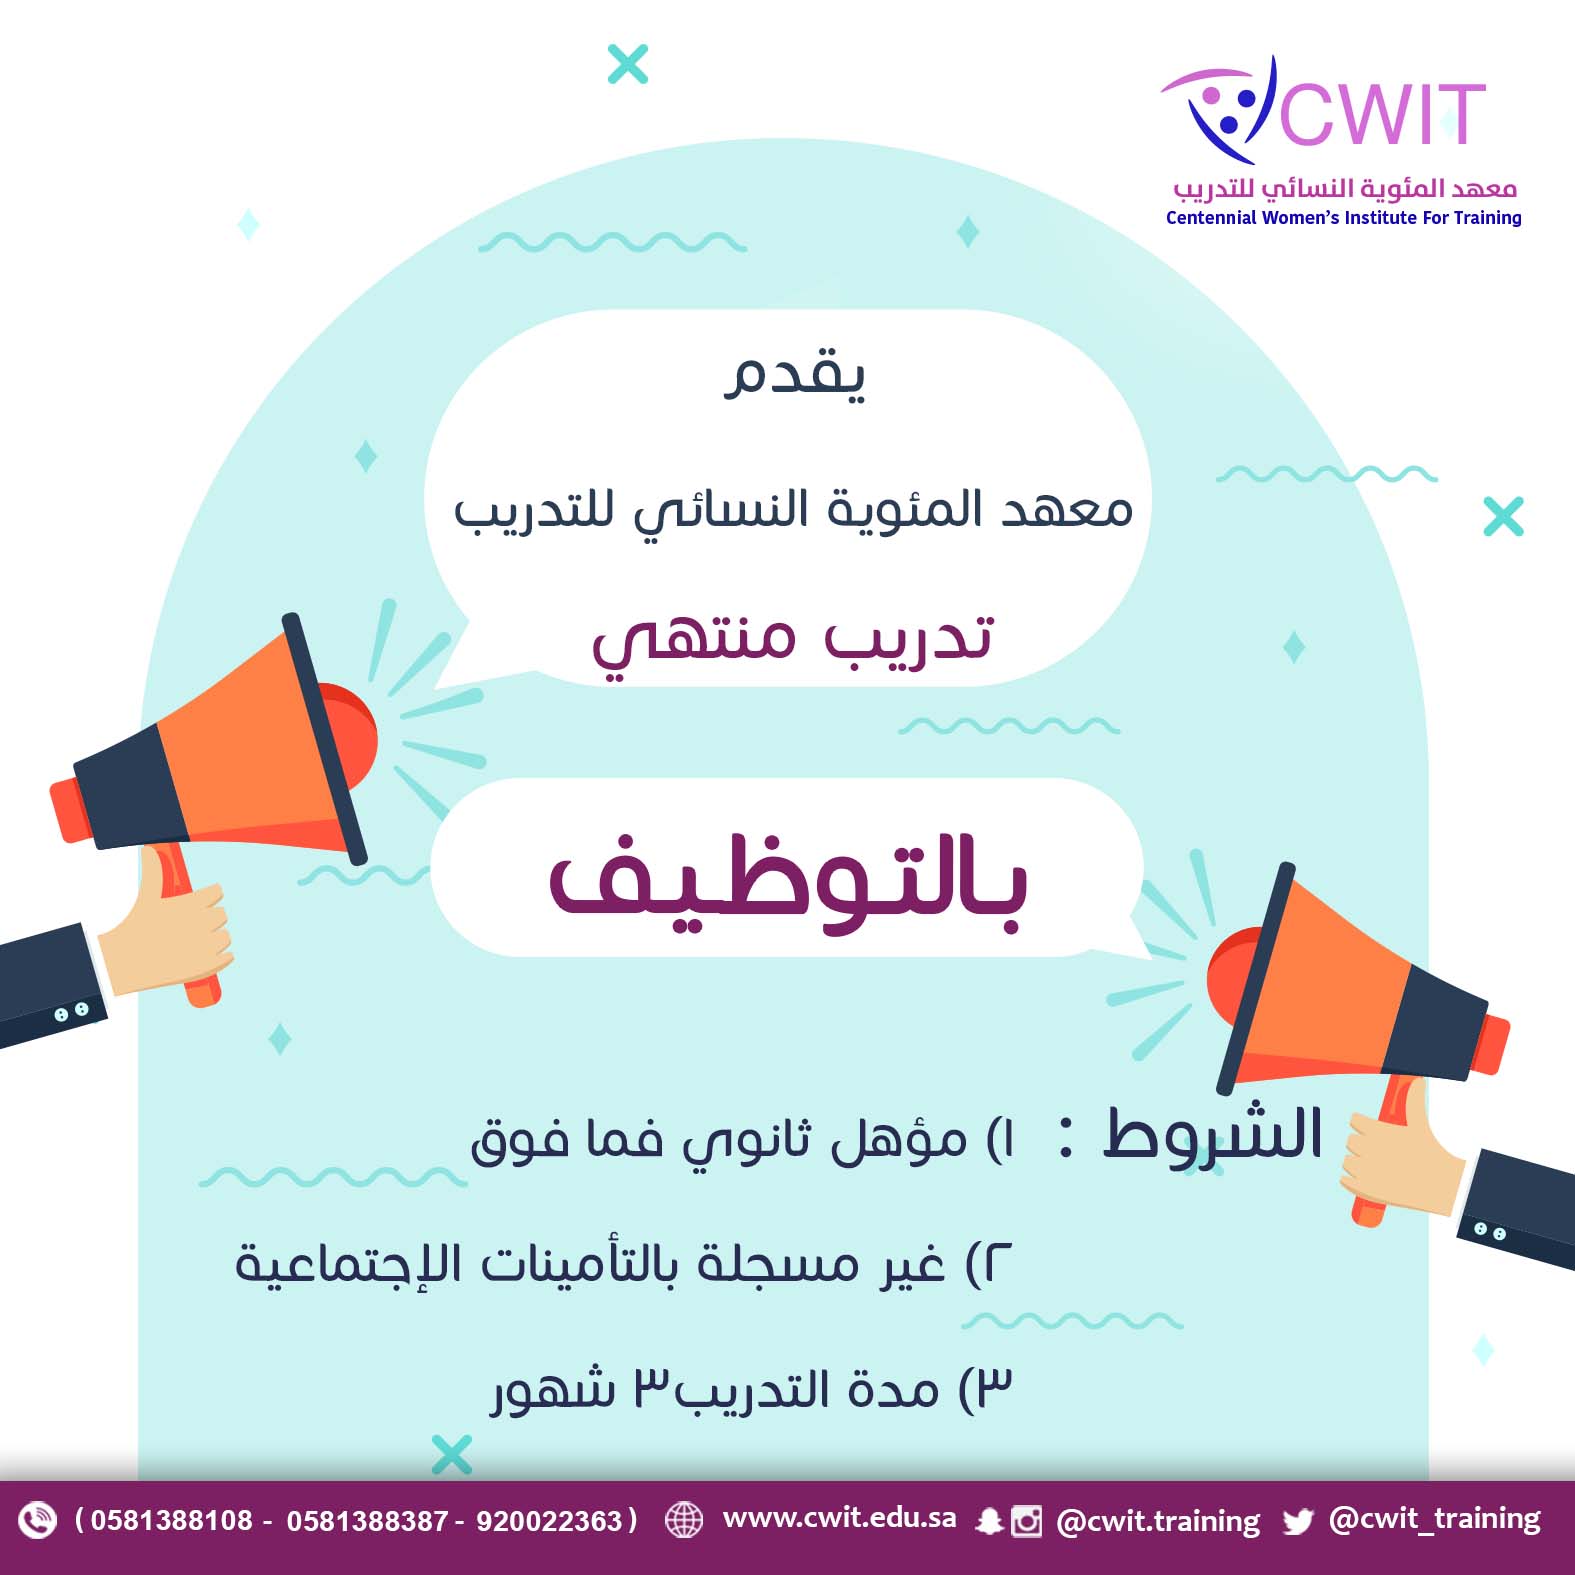 CWIT
معهد المئوية النسائي للتدريب
Centennial Women's Institute For Training
يقدم
معهد المئوية النسائي للتدريب
تدريب منتهي
بالتوظيف
الشروط : ١) مؤهل ثانوي فما فوق
٢) غير مسجلة بالتأمينات الإجتماعية
٣) مدة التدريب٣ شهور
( 0581388108 - 0581388387 - 920022363 ) www.cwit.edu.sa @cwit.training @cwit_training